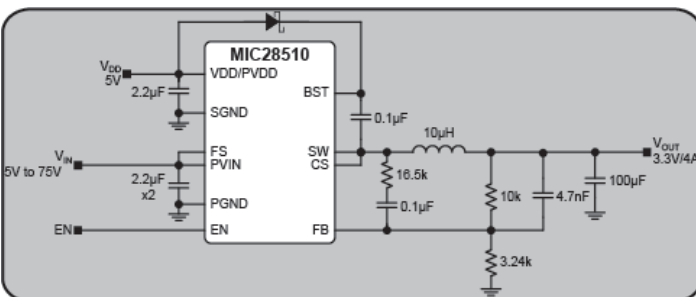 MIC28510
VDD
5V
VDD/PVDD
2.2µF
BST
SGND
0.1µF
10µH
VIN
5V to 75V
FS
PVIN
SW
CS
VOUT
3.3V/4A
2.2µF
x2
16.5k
10k
4.7nF
100µF
PGND
0.1µF
EN
EN
FB
3.24k